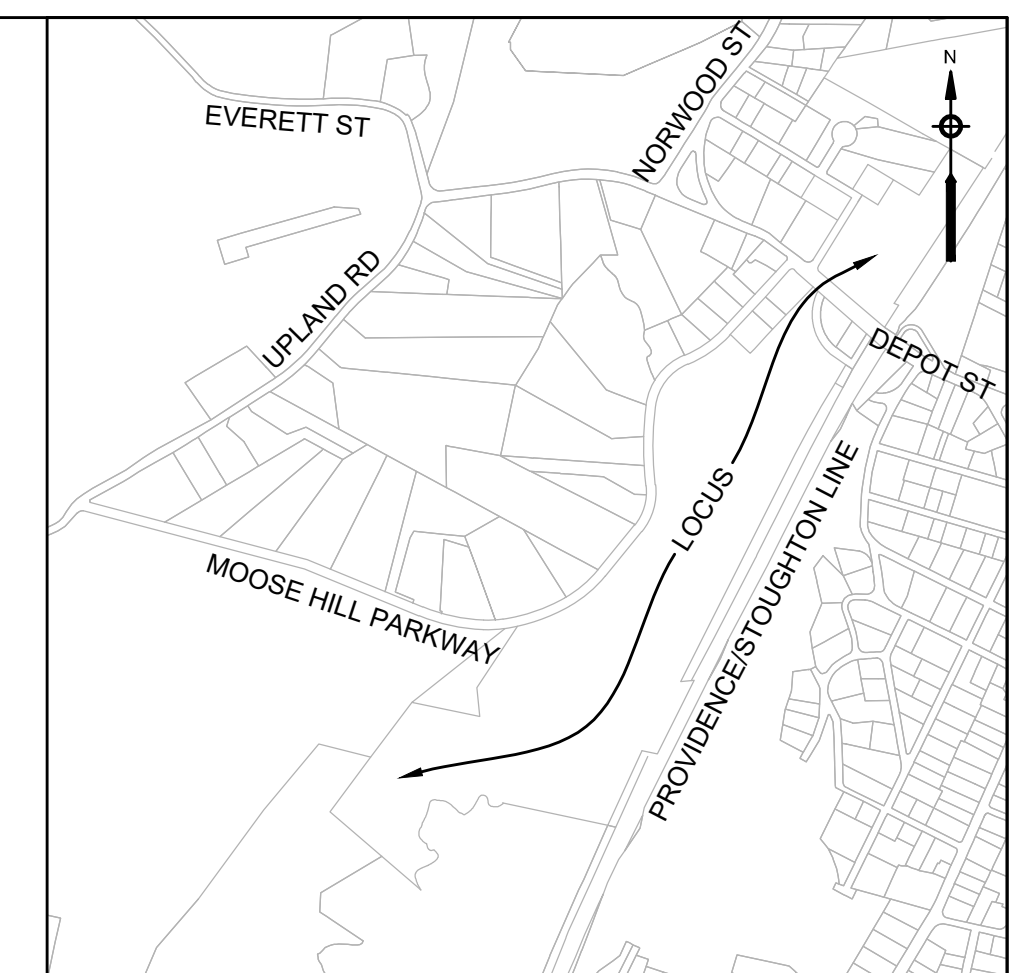 NORWOOD ST
N
EVERETT ST
UPLAND RD
DEPOT ST
LOCUS
PROVIDENCE/STOUGHTON LINE
MOOSE HILL PARKWAY